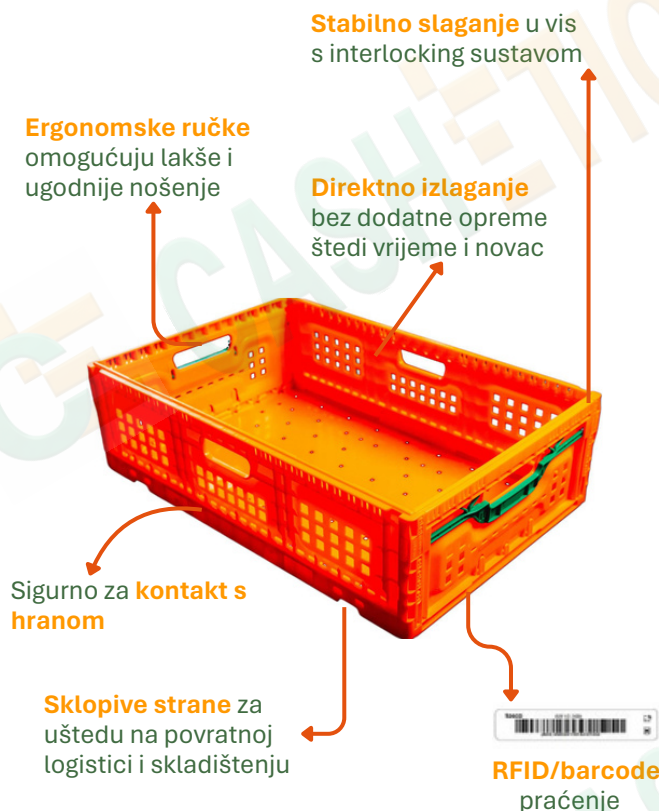 Stabilno slaganje u vis
s interlocking sustavom
Ergonomske ručke
omogućuju lakše i
ugodnije nošenje
Direktno izlaganje
bez dodatne opreme
štedi vrijeme i novac
Sigurno za kontakt s
hranom
Sklopive strane za
uštedu na povratnoj
logistici i skladištenju
RFID/barcode
praćenje